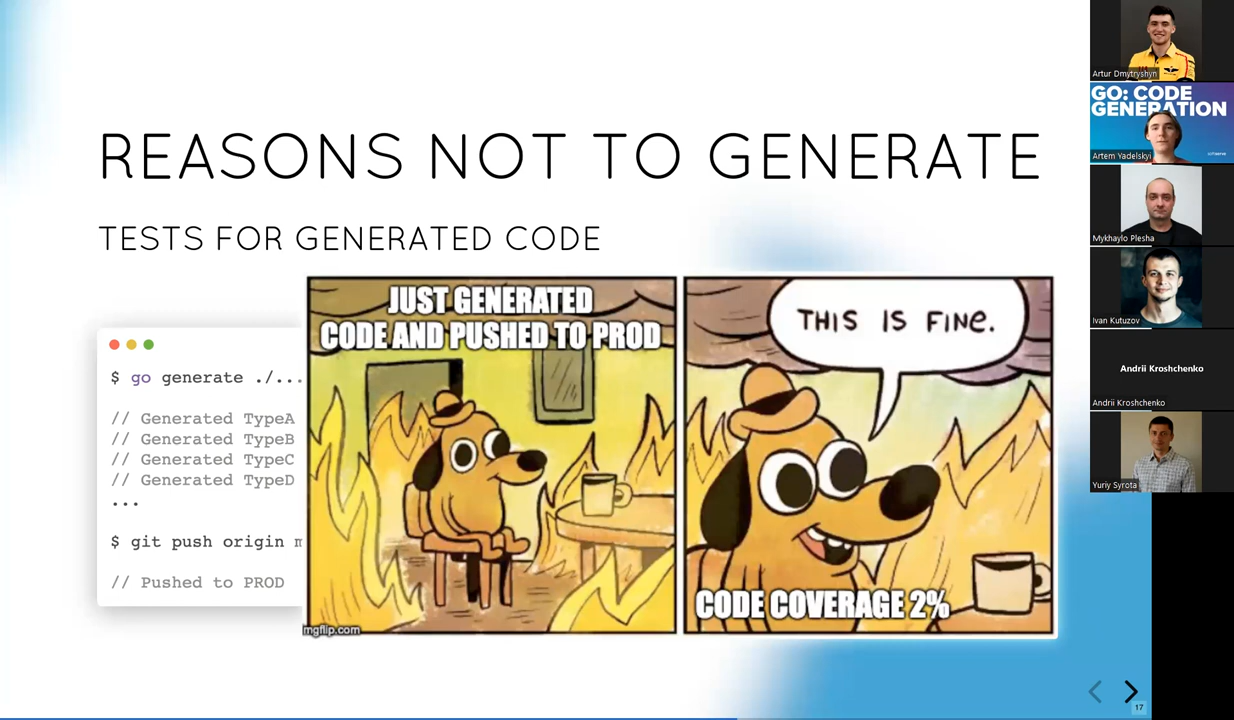 REASONS NOT TO GENERATE
TESTS FOR GENERATED CODE
$ go generate ./...
// Generated TypeA
// Generated TypeB
// Generated TypeC
// Generated TypeD
...
$ git push origin m
// Pushed to PROD
JUST GENERATED
CODE AND PUSHED TO PROD
imgflip.com
THIS IS FINE.
CODE COVERAGE 2%
17
Artur Dmytryshyn
GO: CODE
GENERATION
Artem Yadelskyi
Mykhaylo Plesha
Ivan Kutuzov
Andrii Kroshchenko
Andrii Kroshchenko
Yuriy Syrota